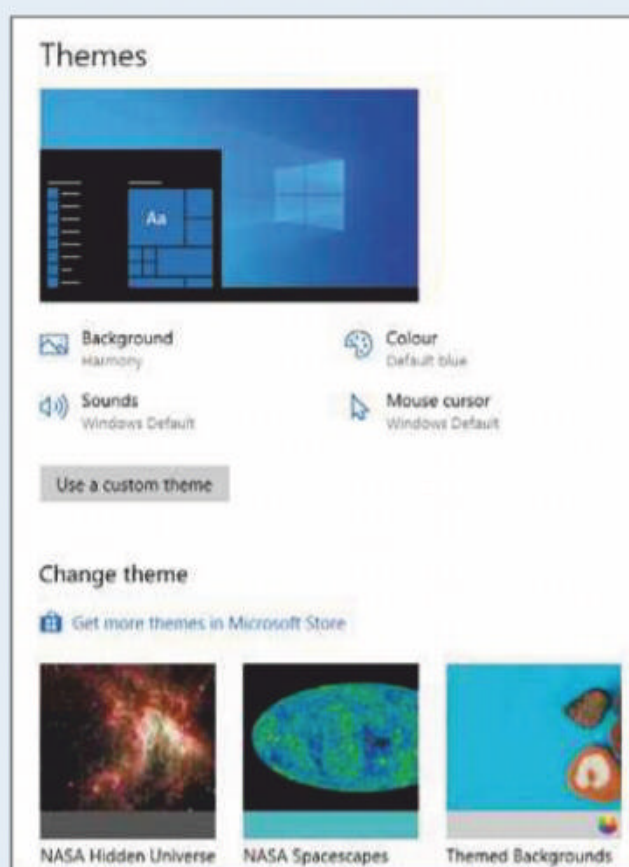 Themes
Aa
Background
Harmony
Colour
Default blue
Sounds
Windows Default
Mouse cursor
Windows Default
Use a custom theme
Change theme
Get more themes in Microsoft Store
NASA Hidden Universe
NASA Spacescapes
Themed Backgrounds